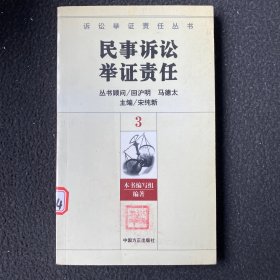 诉讼举证责任丛书
民事诉讼
举证责任
丛书顾问/田沪明 马德太
主编/宋纯新
3
本书编写组
编著
中国方正出版社
4